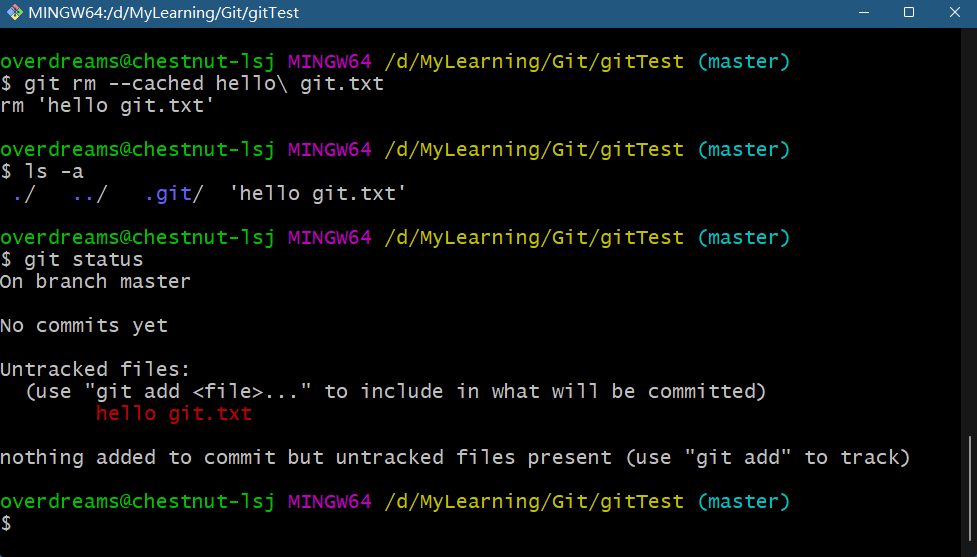 MINGW64:/d/MyLearning/Git/gitTest
overdreams@chestnut-lsj MINGW64 /d/MyLearning/Git/gitTest (master)
$ git rm --cached hello\ git.txt
rm 'hello git.txt'
overdreams@chestnut-lsj MINGW64 /d/MyLearning/Git/gitTest (master)
$ ls -a
./   ../   .git/  'hello git.txt'
overdreams@chestnut-lsj MINGW64 /d/MyLearning/Git/gitTest (master)
$ git status
On branch master
No commits yet
Untracked files:
(use "git add <file>..." to include in what will be committed)
hello git.txt
nothing added to commit but untracked files present (use "git add" to track)
overdreams@chestnut-lsj MINGW64 /d/MyLearning/Git/gitTest (master)
$